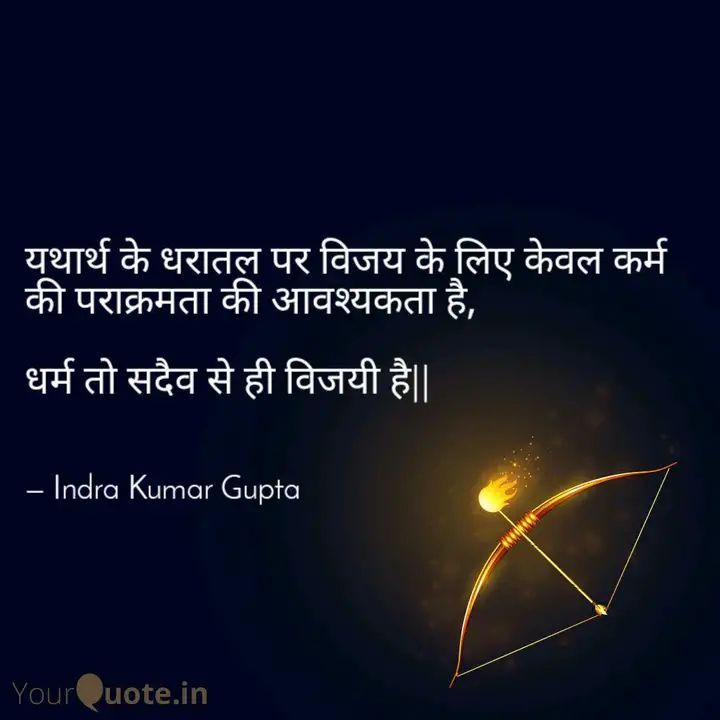 यथार्थ के धरातल पर विजय के लिए केवल कर्म
की पराक्रमता की आवश्यकता है,
धर्म तो सदैव से ही विजयी है||
– Indra Kumar Gupta
YourQuote.in